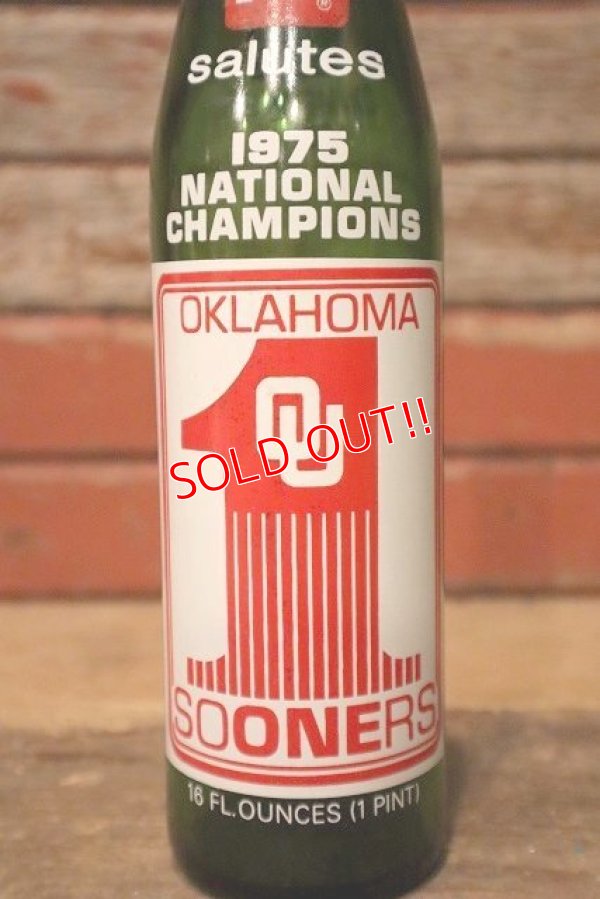 ®
salutes
1975
NATIONAL
CHAMPIONS
OKLAHOMA
1
OU
SOLD OUT!!
SOONERS
16 FL. OUNCES (1 PINT)